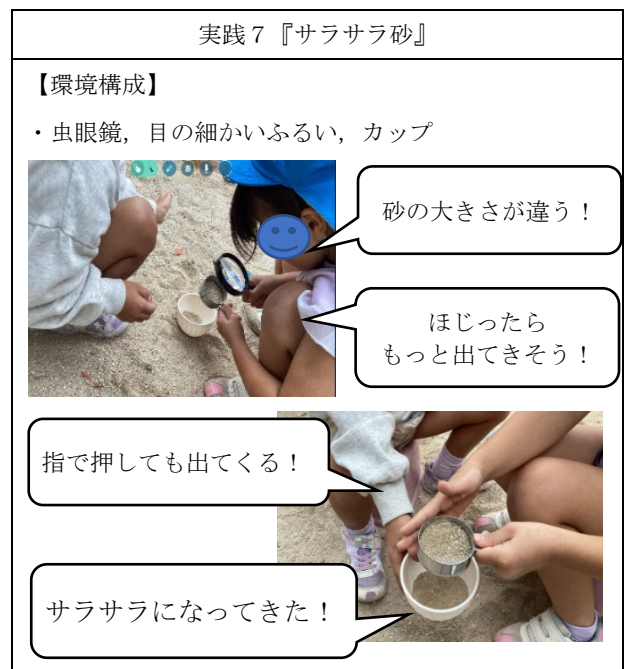 実践７『サラサラ砂』
【環境構成】
・虫眼鏡，目の細かいふるい，カップ
砂の大きさが違う！
ほじったら
もっと出てきそう！
指で押しても出てくる！
サラサラになってきた！